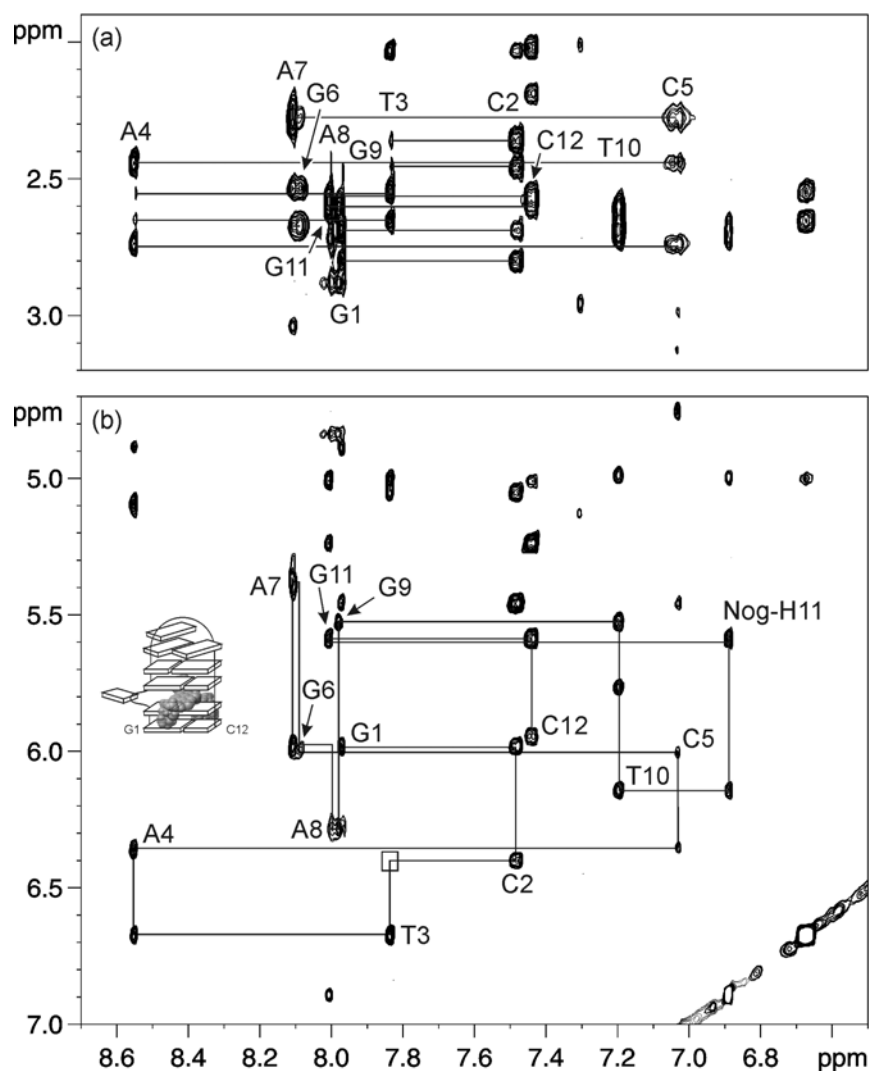 ppm
(a)
A7
G6
A4
T3
A8
G9
C2
C12
T10
C5
2.5
G11
G1
3.0
ppm
(b)
5.0
A7
G11
G9
5.5
Nog-H11
G6
G1
C12
C5
6.0
G1
C12
T10
A8
A4
6.5
C2
T3
7.0
8.6 8.4 8.2 8.0 7.8 7.6 7.4 7.2 7.0 6.8 ppm